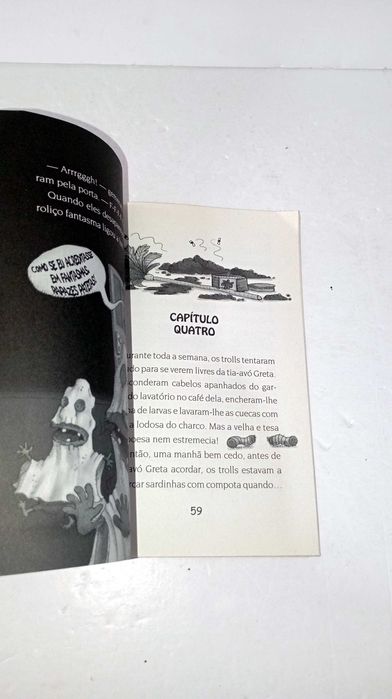 — Arrrgggh! —
ram pela porta. —
Quando eles
roliço fantasma
COMO SE EU ACREDITASSE
EM FANTASMAS,
RAPAZES PATETAS!
CAPÍTULO
QUATRO
urante toda a semana, os trolls tentaram
do para se verem livres da tia-avó Greta.
conderam cabelos apanhados do gar-
do lavatório no café dela, encheram-lhe
de larvas e lavaram-lhe as cuecas com
a lodosa do charco. Mas a velha e tesa
oesa nem estremecia!
ntão, uma manhã bem cedo, antes de
avó Greta acordar, os trolls estavam a
rcar sardinhas com compota quando…
59